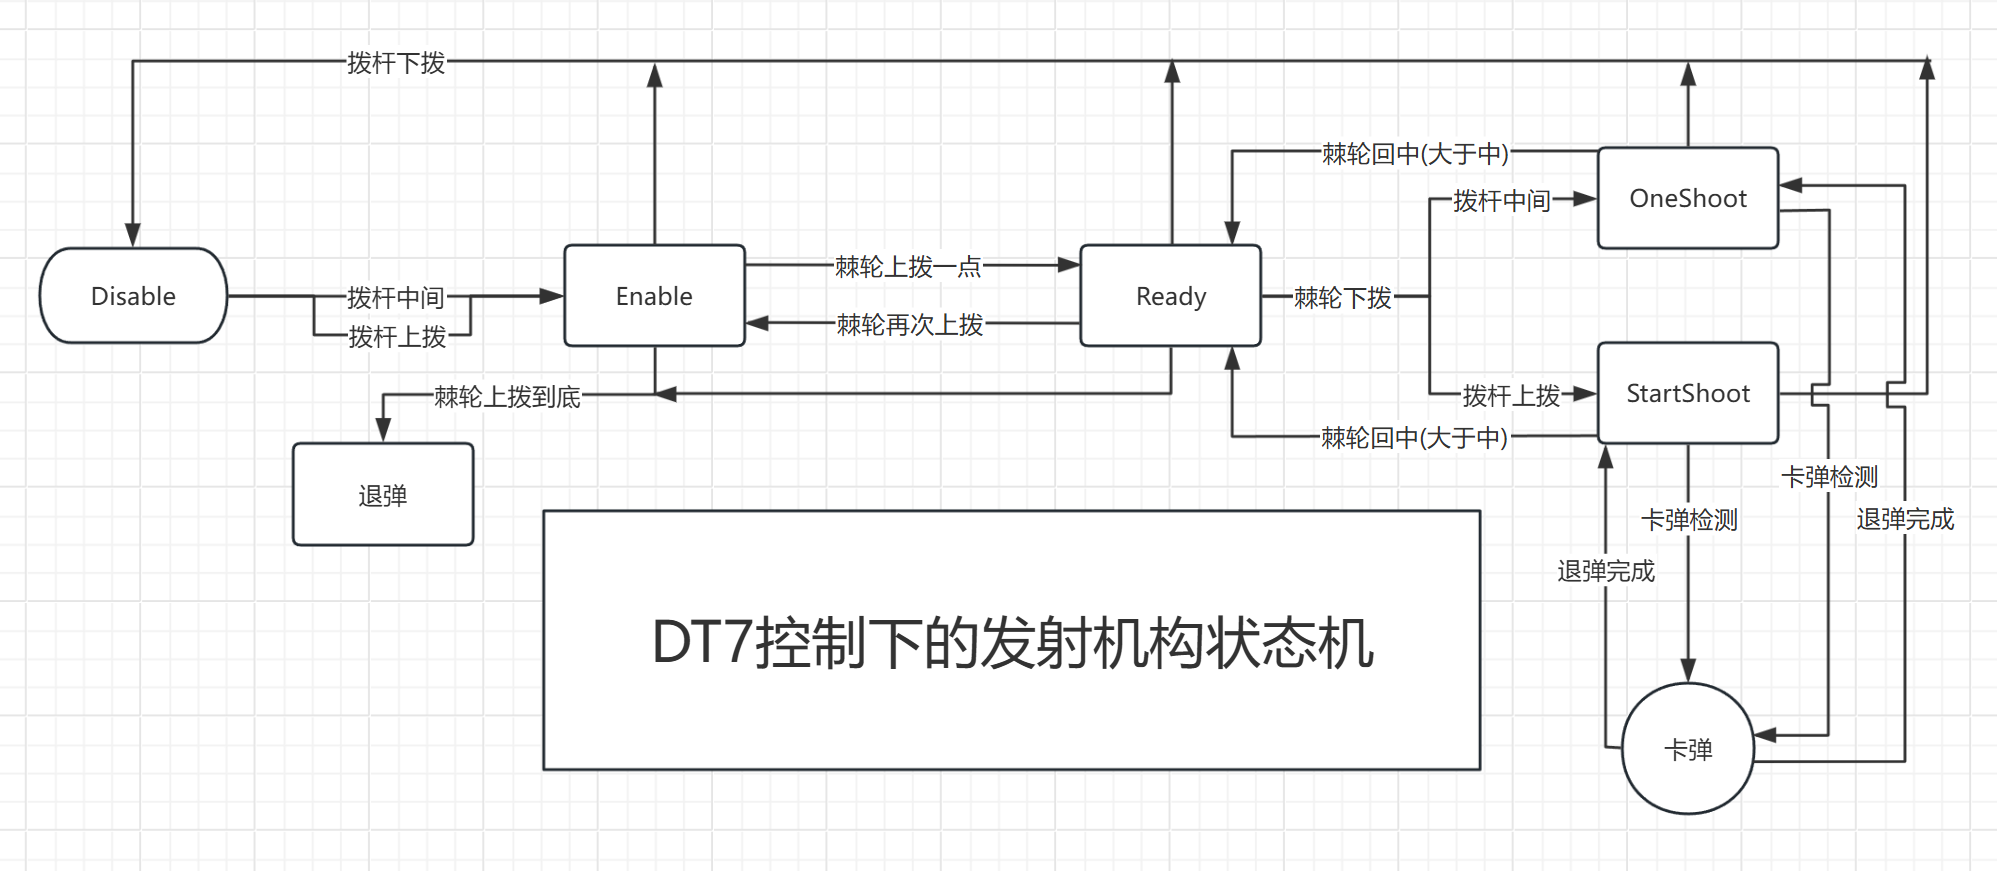 拨杆下拨
棘轮回中(大于中)
拨杆中间
OneShoot
棘轮上拨一点
Disable
拨杆中间
Enable
Ready
棘轮下拨
拨杆上拨
棘轮再次上拨
棘轮上拨到底
拨杆上拨
StartShoot
棘轮回中(大于中)
卡弹检测
退弹
卡弹检测
退弹完成
退弹完成
DT7控制下的发射机构状态机
卡弹